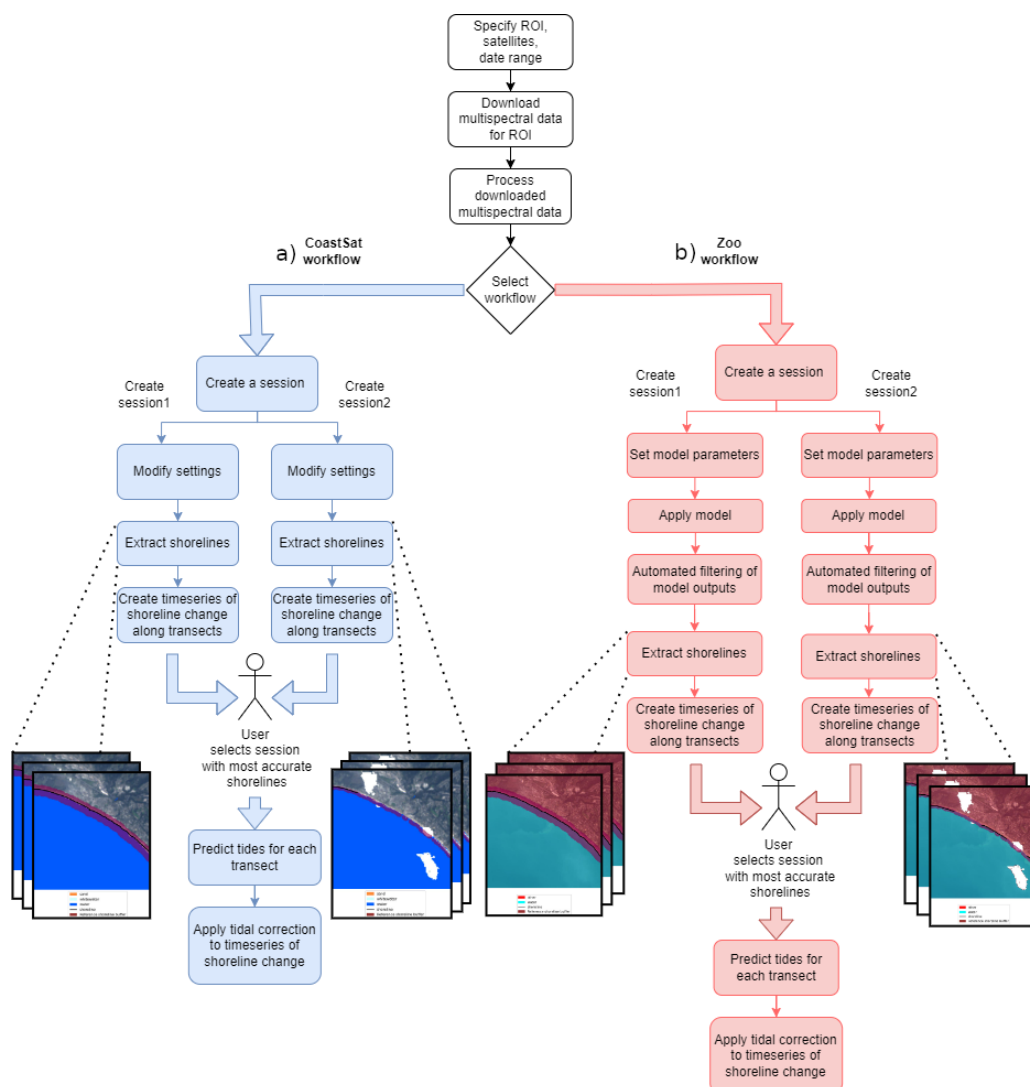 Specify ROI,
satellites,
date range
Download
multispectral data
for ROI
Process
downloaded
multispectral data
Select
workflow
a) CoastSat
workflow
b) Zoo
workflow
Create a session
Create
session1
Create
session2
Modify settings
Modify settings
Extract shorelines
Extract shorelines
Create timeseries of
shoreline change
along transects
Create timeseries of
shoreline change
along transects
User
selects session
with most accurate
shorelines
Predict tides for each
transect
Apply tidal correction
to timeseries of
shoreline change
Create a session
Create
session1
Create
session2
Set model parameters
Set model parameters
Apply model
Apply model
Automated filtering of
model outputs
Automated filtering of
model outputs
Extract shorelines
Extract shorelines
Create timeseries of
shoreline change
along transects
Create timeseries of
shoreline change
along transects
User
selects session
with most accurate
shorelines
Predict tides for
each transect
Apply tidal correction
to timeseries of
shoreline change